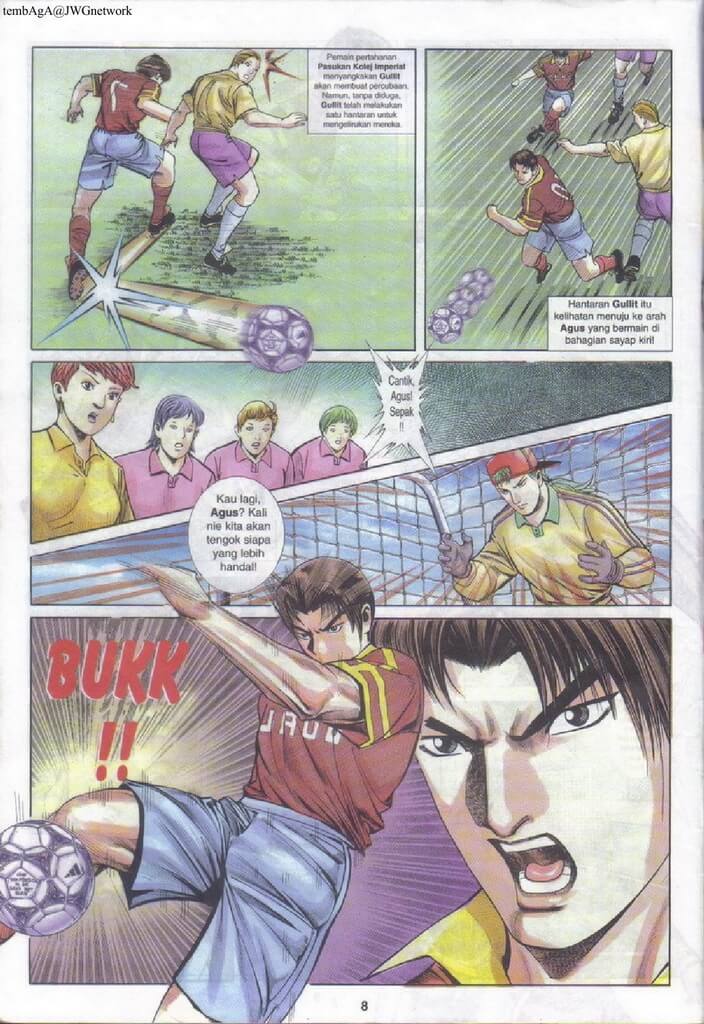 tembAgA@JWGnetwork
Pemain pertahanan
Pasukan Kolej Imperial
menyangkakan Gullit
akan membuat percubaan.
Namun, tanpa diduga,
Gullit telah melakukan
satu hantaran untuk
mengelirukan mereka.
1
Hantaran Gullit itu
kelihatan menuju ke arah
Agus yang bermain di
bahagian sayap kiri!
Cantik,
Agus!
Sepak
!!
Kau lagi,
Agus? Kali
nie kita akan
tengok siapa
yang lebih
handal!
BUKK
!!
8